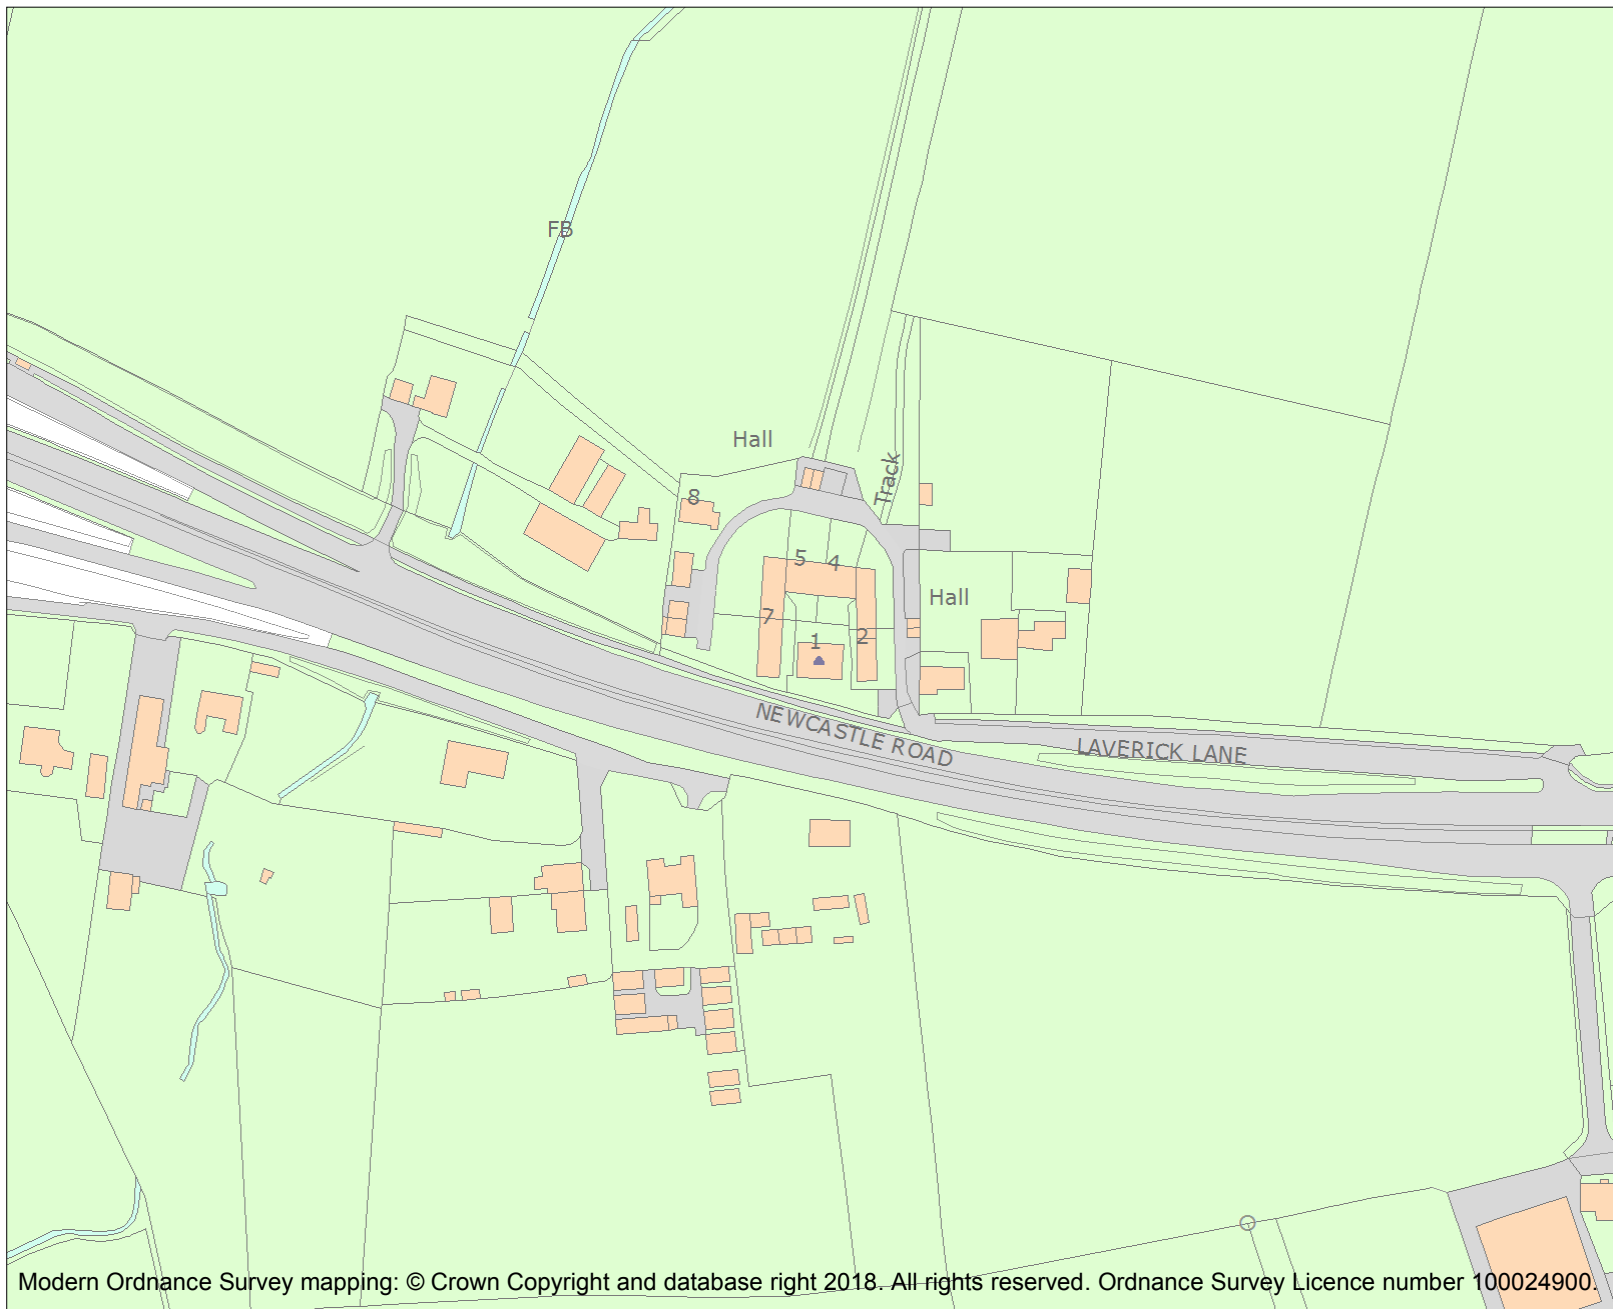 FB
Hall
Track
8
5
4
Hall
7
1
2
NEWCASTLE ROAD
LAVERICK LANE
Modern Ordnance Survey mapping: © Crown Copyright and database right 2018. All rights reserved. Ordnance Survey Licence number 100024900.